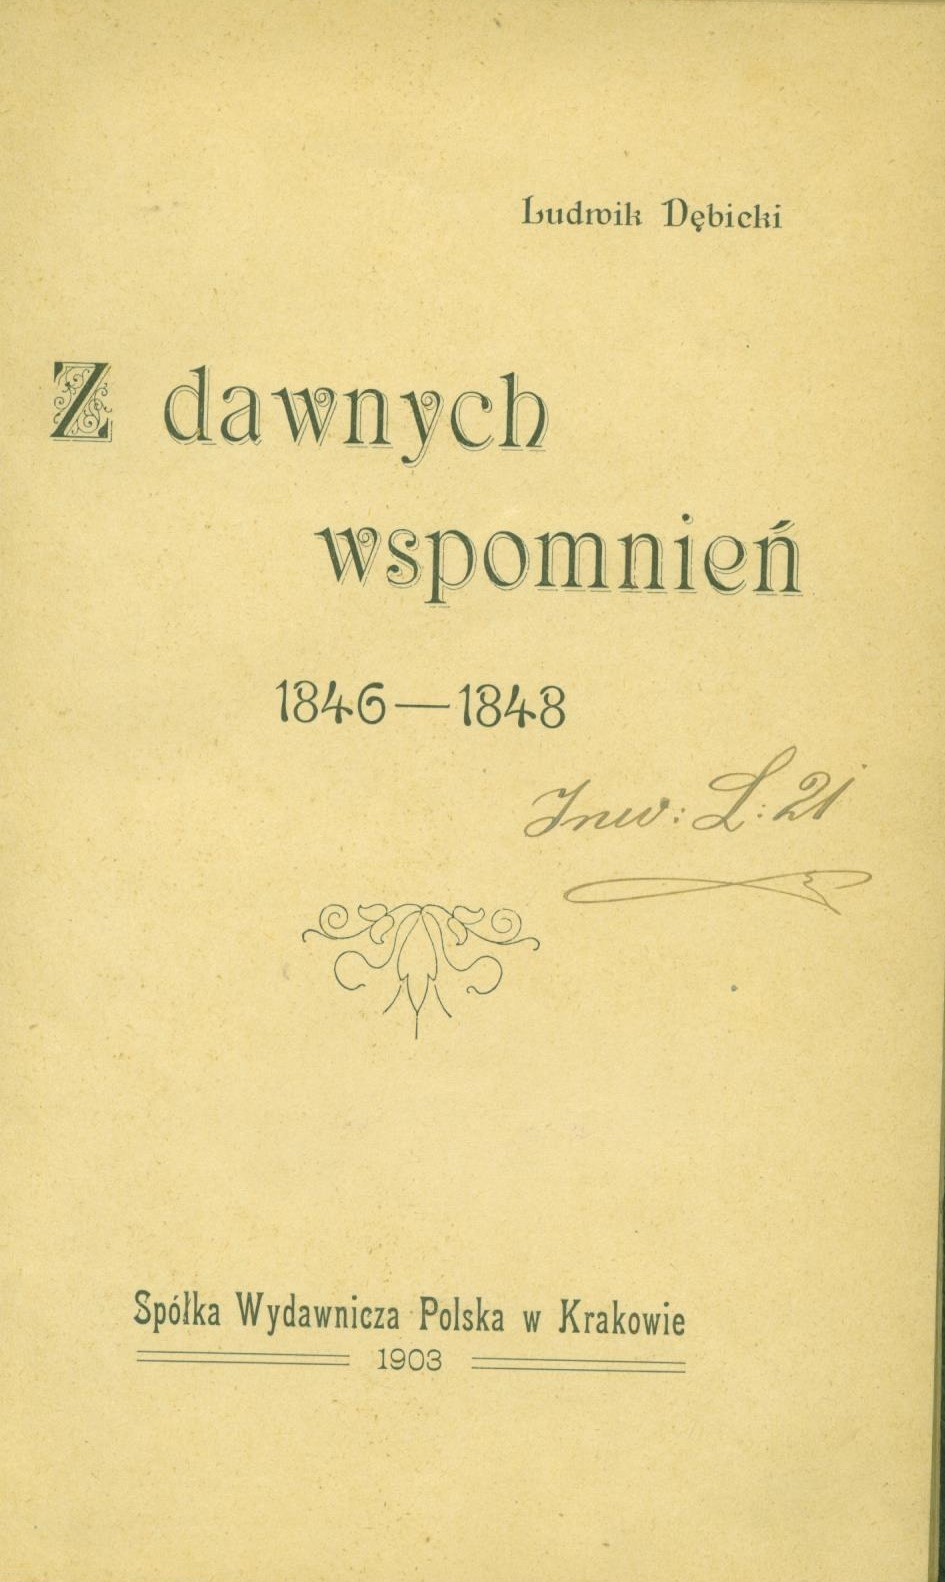 Ludwik Dębicki
Z dawnych
wspomnień
1846—1848
Inw: L: 21
Spółka Wydawnicza Polska w Krakowie
1903